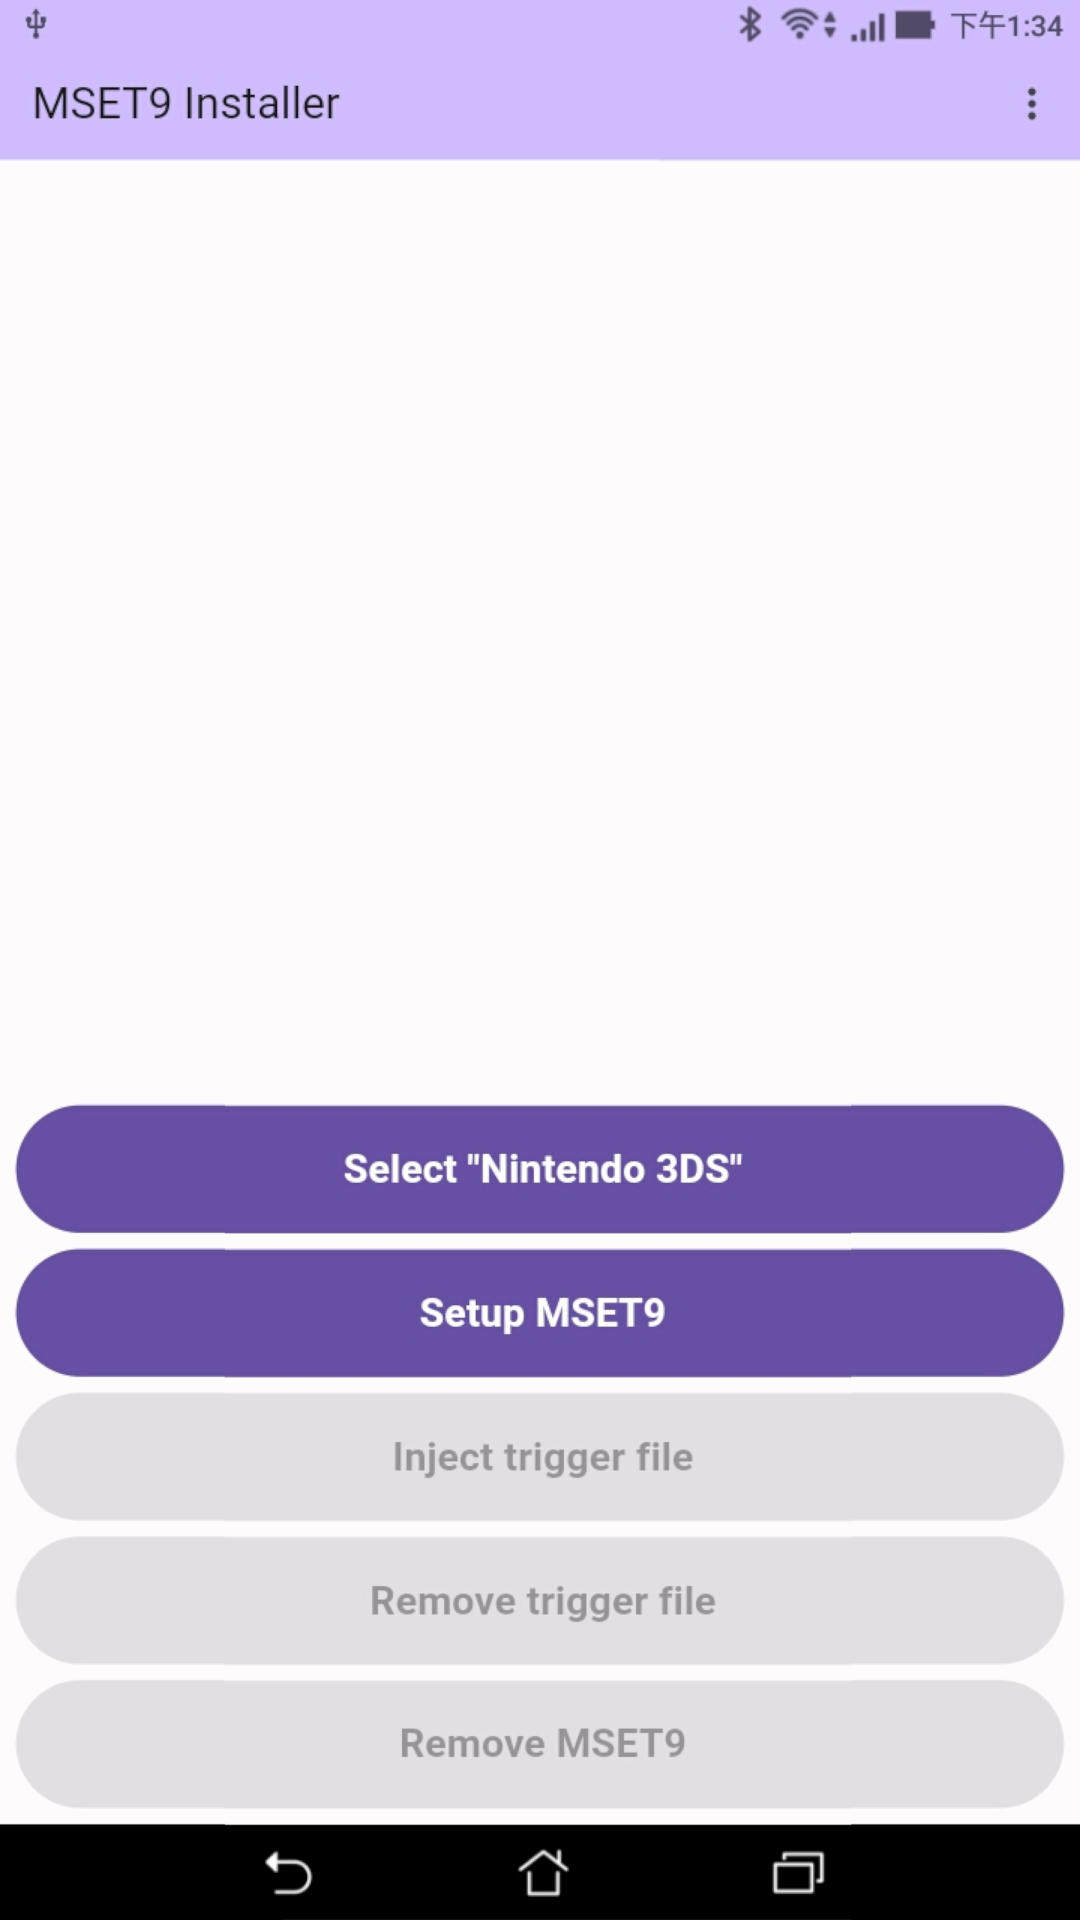 下午1:34
MSET9 Installer
Select "Nintendo 3DS"
Setup MSET9
Inject trigger file
Remove trigger file
Remove MSET9